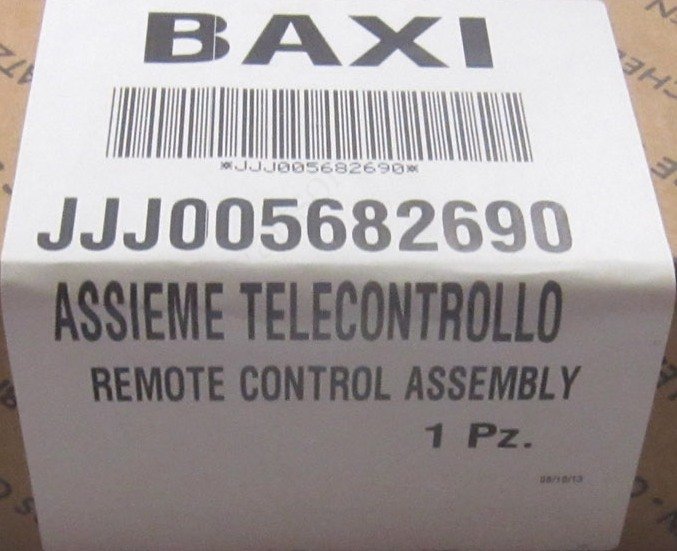 BAXI
*JJJ005682690*
JJJ005682690
ASSIEME TELECONTROLLO
REMOTE CONTROL ASSEMBLY
1 Pz.